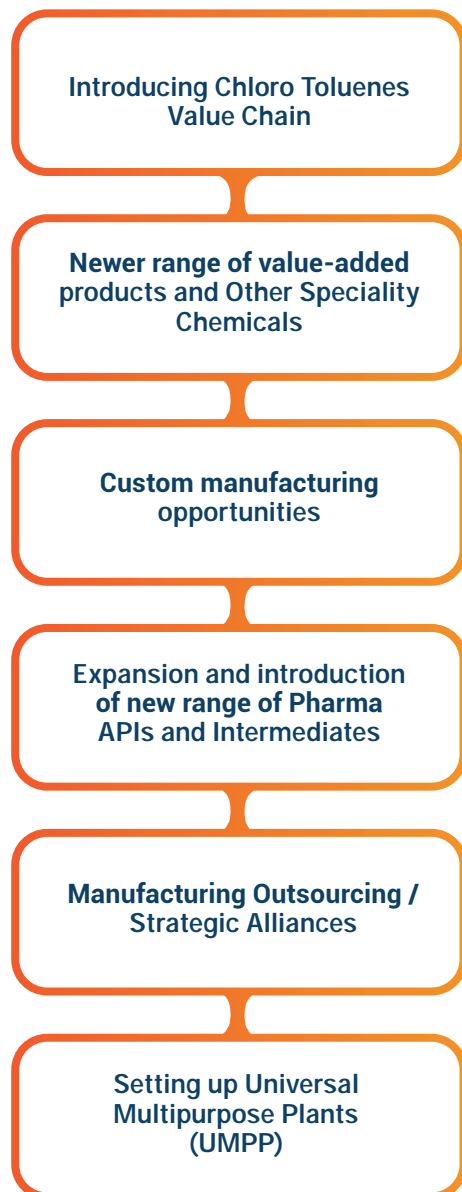 Introducing Chloro Toluenes
Value Chain
Newer range of value-added
products and Other Speciality
Chemicals
Custom manufacturing
opportunities
Expansion and introduction
of new range of Pharma
APIs and Intermediates
Manufacturing Outsourcing /
Strategic Alliances
Setting up Universal
Multipurpose Plants
(UMPP)